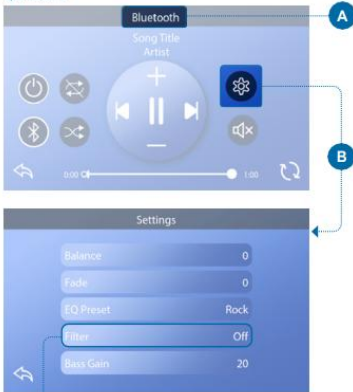 Bluetooth
A
Song Title
Artist
B
0:00
1:00
Settings
Balance 0
Fade 0
EQ Preset Rock
Filter Off
Bass Gain 20